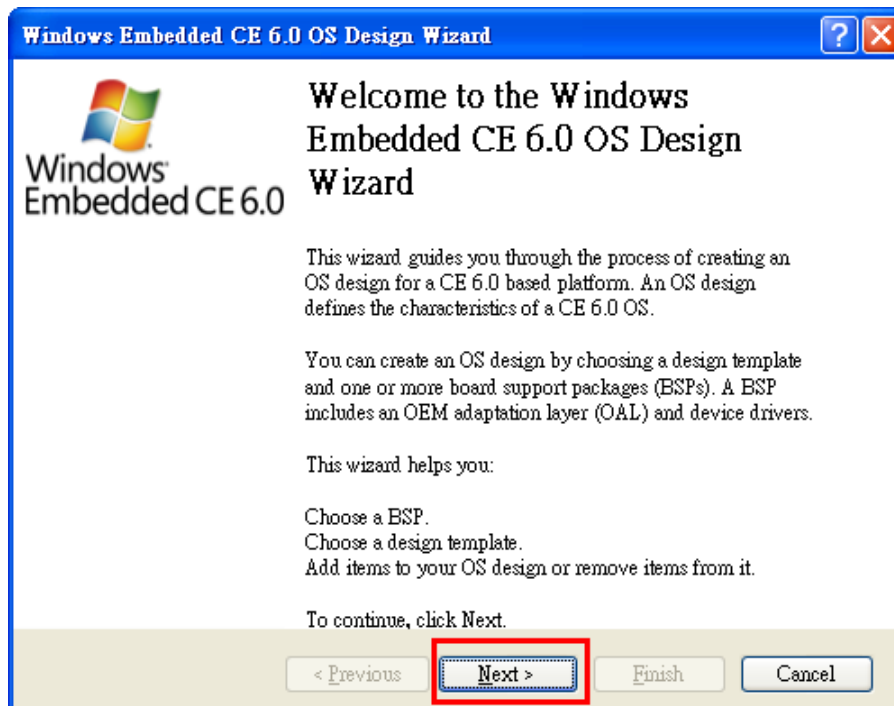 Windows Embedded CE 6.0 OS Design Wizard
Windows
Embedded CE 6.0
Welcome to the Windows
Embedded CE 6.0 OS Design
Wizard
This wizard guides you through the process of creating an
OS design for a CE 6.0 based platform. An OS design
defines the characteristics of a CE 6.0 OS.
You can create an OS design by choosing a design template
and one or more board support packages (BSPs). A BSP
includes an OEM adaptation layer (OAL) and device drivers.
This wizard helps you:
Choose a BSP.
Choose a design template.
Add items to your OS design or remove items from it.
To continue, click Next.
< Previous Next > Finish Cancel